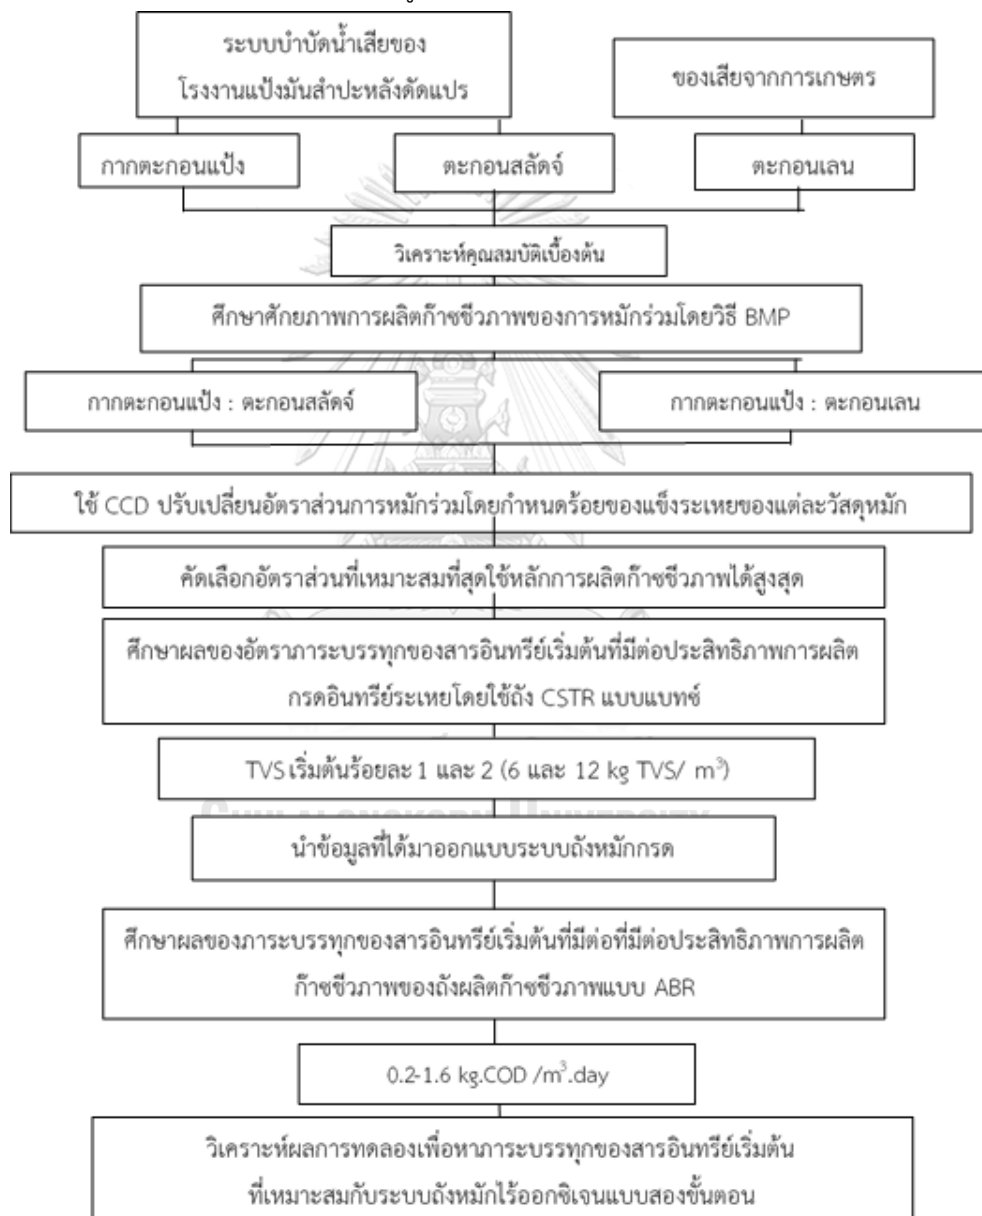 ระบบบำบัดน้ำเสียของ
โรงงานแป้งมันสำปะหลังดัดแปร
ของเสียจากการเกษตร
กากตะกอนแป้ง
ตะกอนสลัดจ์
ตะกอนเลน
วิเคราะห์คุณสมบัติเบื้องต้น
ศึกษาศักยภาพการผลิตก๊าซชีวภาพของการหมักร่วมโดยวิธี BMP
กากตะกอนแป้ง : ตะกอนสลัดจ์
กากตะกอนแป้ง : ตะกอนเลน
ใช้ CCD ปรับเปลี่ยนอัตราส่วนการหมักร่วมโดยกำหนดร้อยของแข็งระเหยของแต่ละวัสดุหมัก
คัดเลือกอัตราส่วนที่เหมาะสมที่สุดใช้หลักการผลิตก๊าซชีวภาพได้สูงสุด
ศึกษาผลของอัตราภาระบรรทุกของสารอินทรีย์เริ่มต้นที่มีต่อประสิทธิภาพการผลิต
กรดอินทรีย์ระเหยโดยใช้ถัง CSTR แบบแบทซ์
TVS เริ่มต้นร้อยละ 1 และ 2 (6 และ 12 kg TVS/ m³)
CHULALONGKORN UNIVERSITY
นำข้อมูลที่ได้มาออกแบบระบบถังหมักกรด
ศึกษาผลของภาระบรรทุกของสารอินทรีย์เริ่มต้นที่มีต่อที่มีต่อประสิทธิภาพการผลิต
ก๊าซชีวภาพของถังผลิตก๊าซชีวภาพแบบ ABR
0.2-1.6 kg.COD /m³.day
วิเคราะห์ผลการทดลองเพื่อหาภาระบรรทุกของสารอินทรีย์เริ่มต้น
ที่เหมาะสมกับระบบถังหมักไร้ออกซิเจนแบบสองขั้นตอน